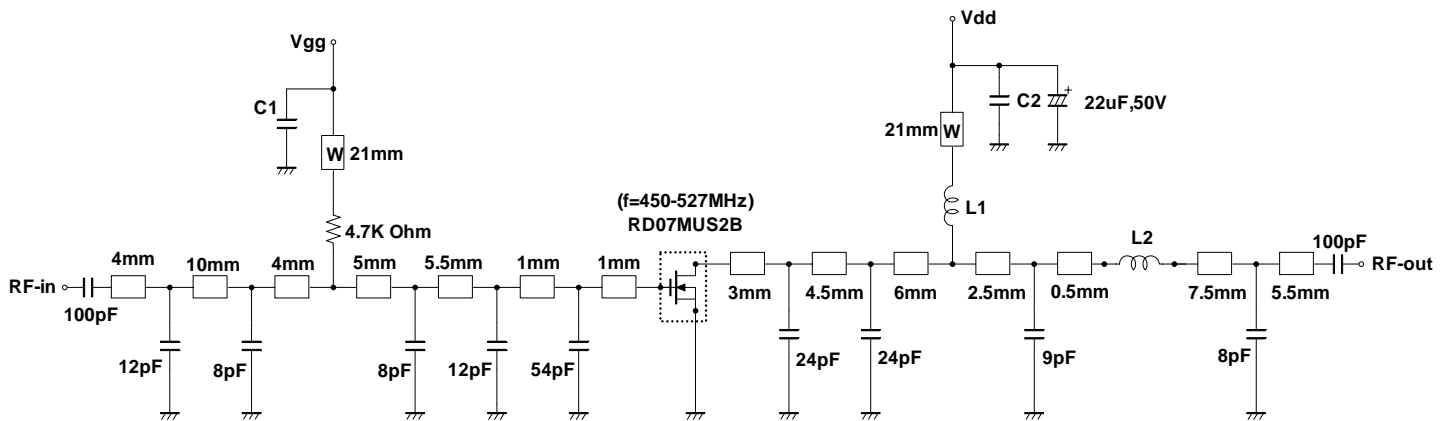 Vdd
Vgg
C1
C2
+
22uF,50V
W
21mm
21mm
W
(f=450-527MHz)
RD07MUS2B
L1
4.7K Ohm
L2
100pF
4mm
10mm
4mm
5mm
5.5mm
1mm
1mm
RF-in
RF-out
3mm
4.5mm
6mm
2.5mm
0.5mm
7.5mm
5.5mm
100pF
12pF
8pF
8pF
12pF
54pF
24pF
24pF
9pF
8pF